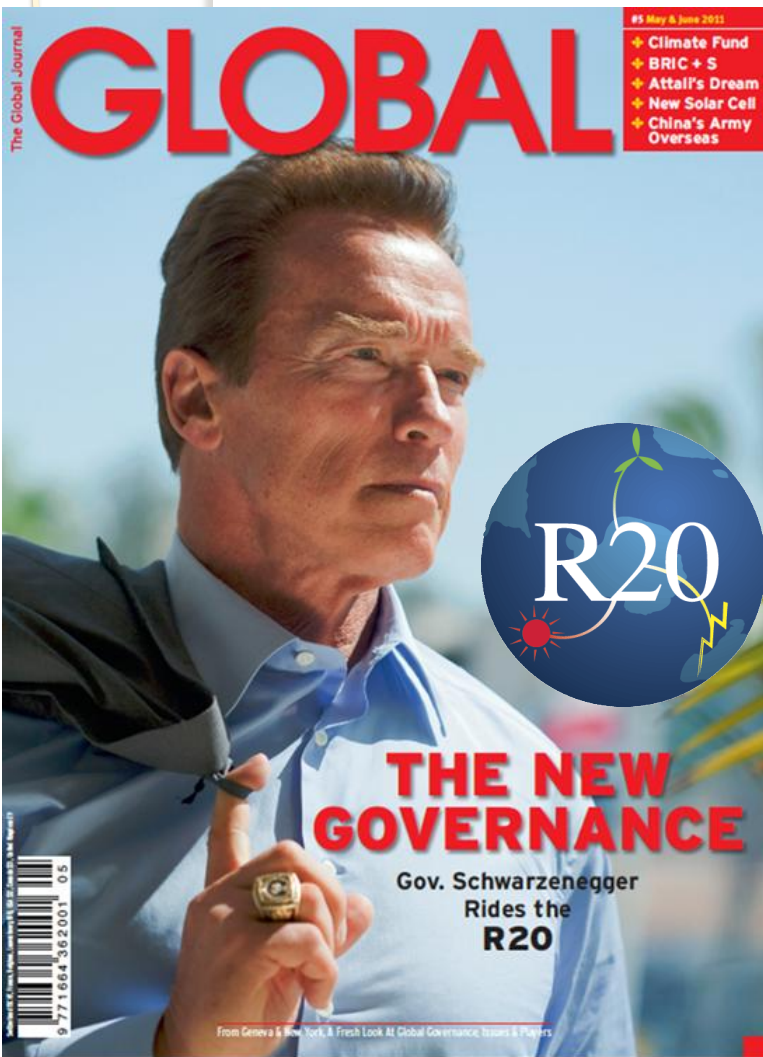 The Global Journal
GLOBAL
#5 May & June 2011
+ Climate Fund
+ BRIC + S
+ Attali's Dream
+ New Solar Cell
+ China's Army
Overseas
R20
THE NEW
GOVERNANCE
Gov. Schwarzenegger
Rides the
R20
9 771664 362001 05
From Geneva & New York, A Fresh Look At Global Governance, Issues & Players